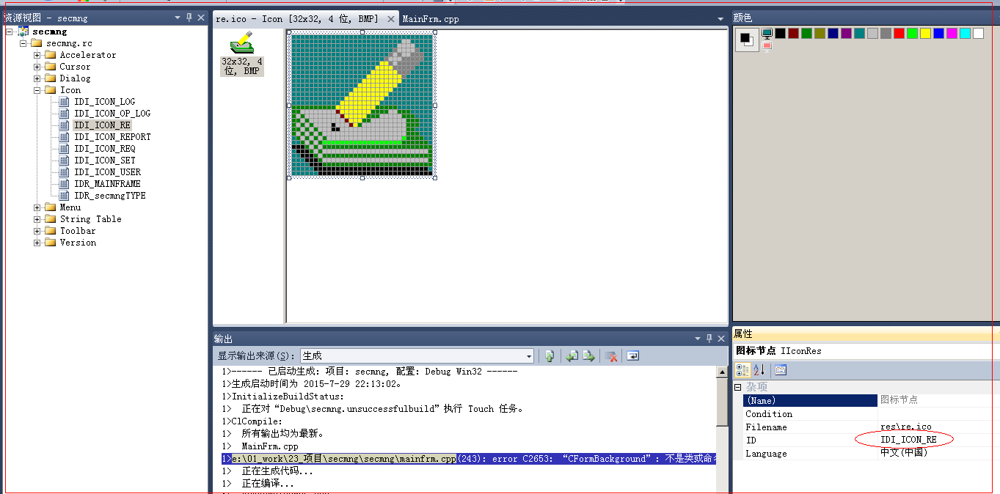 资源视图 - secmng
secmng
secmng.rc
Accelerator
Cursor
Dialog
Icon
IDI_ICON_LOG
IDI_ICON_OP_LOG
IDI_ICON_RE
IDI_ICON_REPORT
IDI_ICON_REQ
IDI_ICON_SET
IDI_ICON_USER
IDR_MAINFRAME
IDR_secmngTYPE
Menu
String Table
Toolbar
Version
re.ico - Icon [32x32, 4 位, BMP] MainFrm.cpp
32x32, 4
位, BMP
输出
显示输出来源(S): 生成
1>------ 已启动生成: 项目: secmng, 配置: Debug Win32 ------
1>生成启动时间为 2015-7-29 22:13:02。
1>InitializeBuildStatus:
1> 正在对“Debug\secmng.unsuccessfulbuild”执行 Touch 任务。
1>ClCompile:
1> 所有输出均为最新。
1> MainFrm.cpp
1>e:\01_work\23_项目\secmng\secmng\mainfrm.cpp(243): error C2653: “CFormBackground”: 不是类或命
1> 正在生成代码...
1> 正在编译...
颜色
属性
图标节点 IIconRes
杂项
(Name) 图标节点
Condition
Filename res\re.ico
ID IDI_ICON_RE
Language 中文(中国)